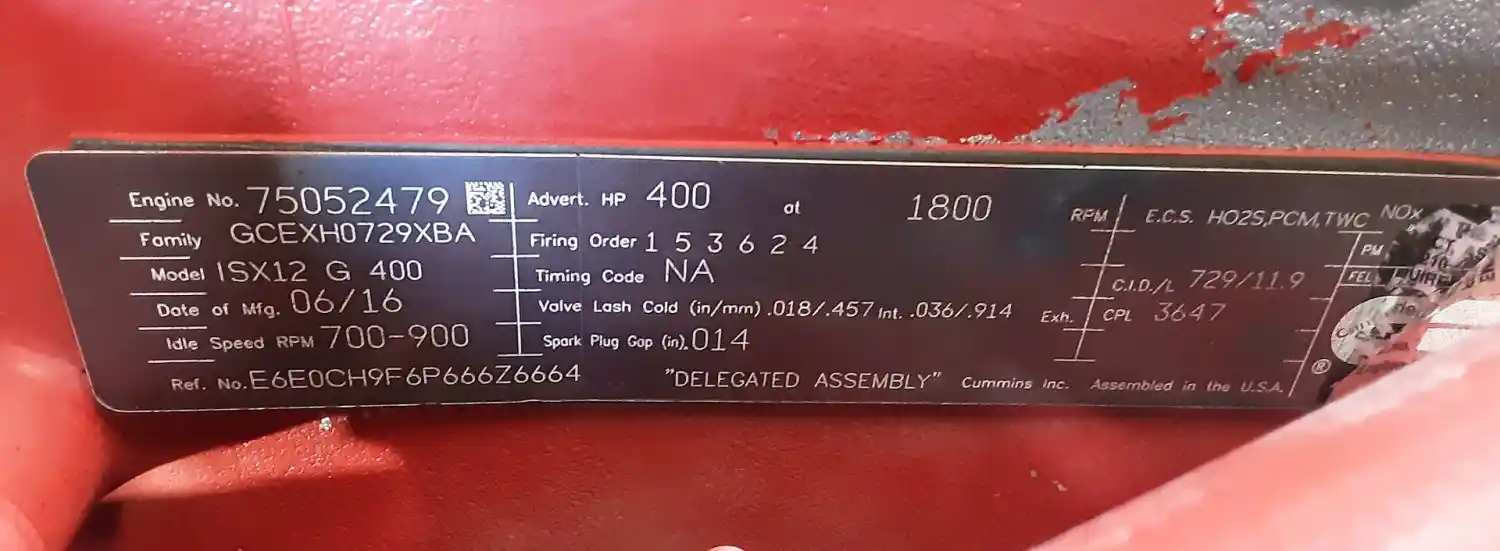 Engine No. 75052479 Advert. HP 400 at 1800 RPM E.C.S. HO2S,PCM,TWC NOx
Family GCEXH0729XBA Firing Order 1 5 3 6 2 4 PM
Model ISX12 G 400 Timing Code NA C.I.D./L 729/11.9 FEL
Date of Mfg. 06/16 Valve Lash Cold (in/mm) .018/.457 Int. .036/.914 Exh. CPL 3647
Idle Speed RPM 700-900 Spark Plug Gap (in) .014
Ref. No. E6E0CH9F6P666Z6664 "DELEGATED ASSEMBLY" Cummins Inc. Assembled in the U.S.A. ®